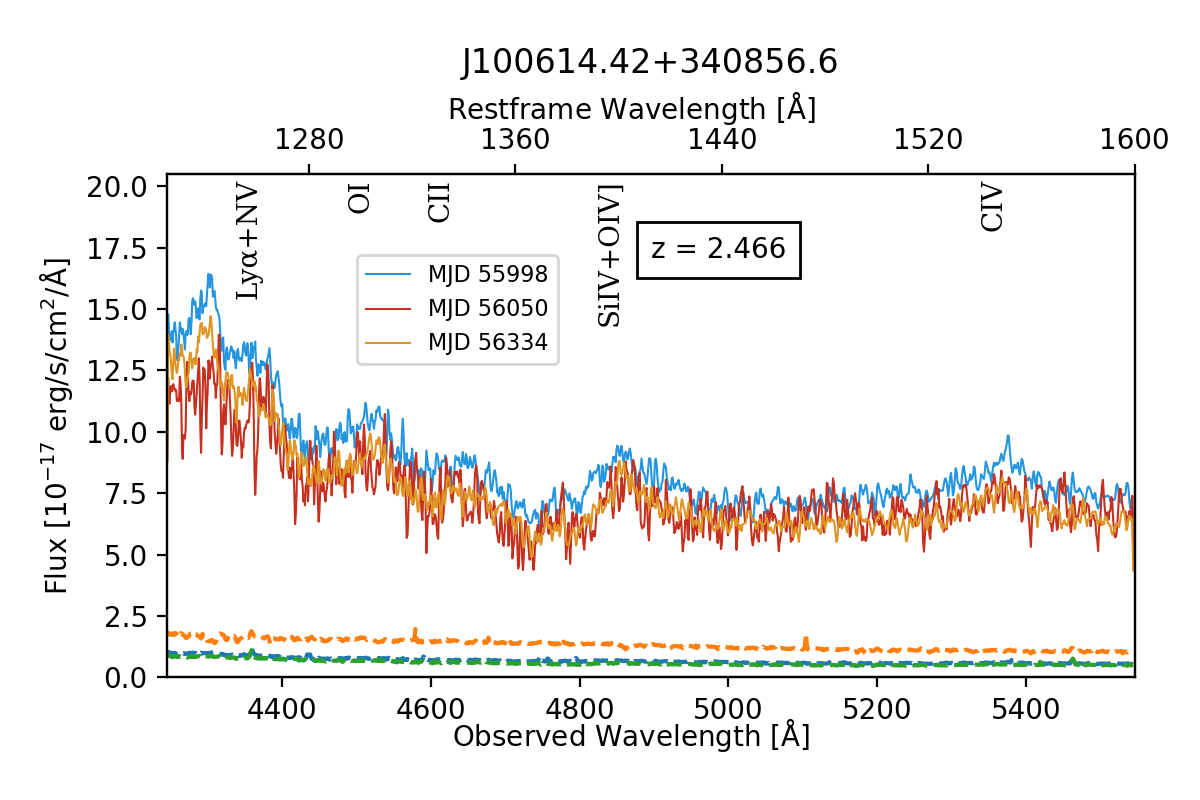 J100614.42+340856.6
Restframe Wavelength [Å]
1280 1360 1440 1520 1600
Lyα+NV
OI
CII
SiIV+OIV]
CIV
z = 2.466
MJD 55998
MJD 56050
MJD 56334
Flux [10⁻¹⁷ erg/s/cm²/Å]
20.0
17.5
15.0
12.5
10.0
7.5
5.0
2.5
0.0
4400 4600 4800 5000 5200 5400
Observed Wavelength [Å]